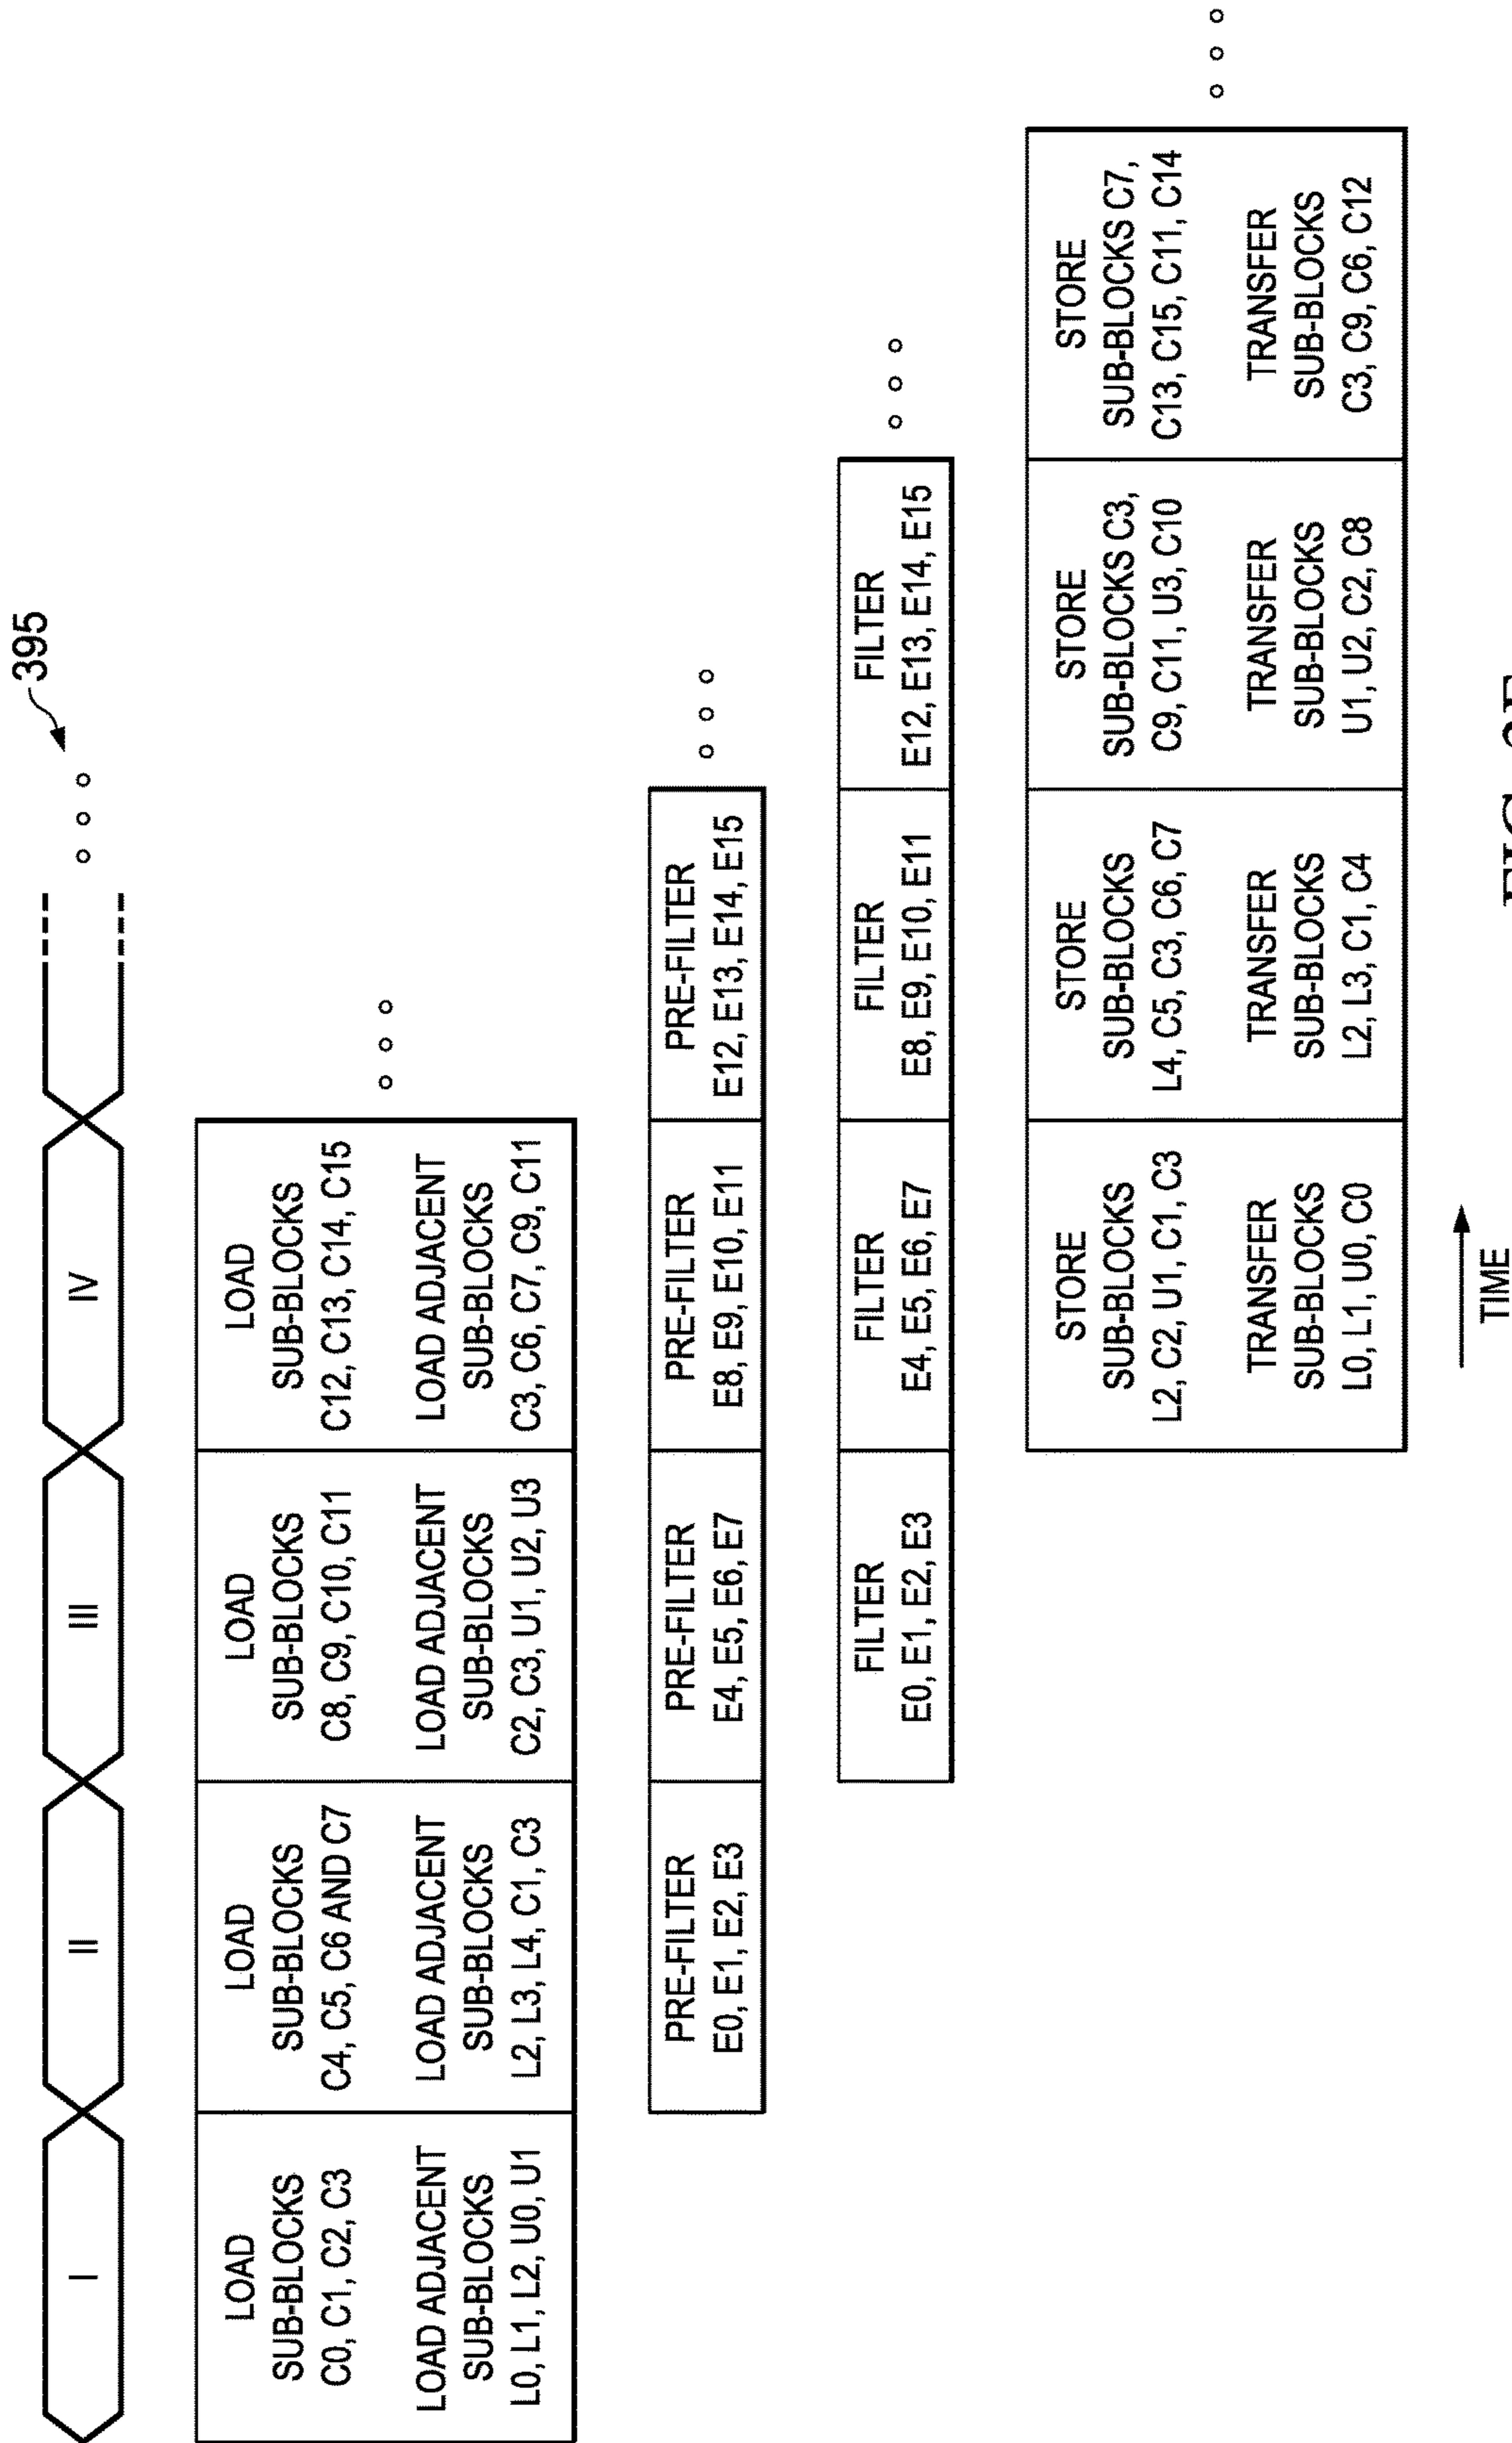 395
I
II
III
IV
LOAD
SUB-BLOCKS
C0, C1, C2, C3
LOAD ADJACENT
SUB-BLOCKS
L0, L1, L2, U0, U1
LOAD
SUB-BLOCKS
C4, C5, C6 AND C7
LOAD ADJACENT
SUB-BLOCKS
L2, L3, L4, C1, C3
LOAD
SUB-BLOCKS
C8, C9, C10, C11
LOAD ADJACENT
SUB-BLOCKS
C2, C3, U1, U2, U3
LOAD
SUB-BLOCKS
C12, C13, C14, C15
LOAD ADJACENT
SUB-BLOCKS
C3, C6, C7, C9, C11
PRE-FILTER
E0, E1, E2, E3
PRE-FILTER
E4, E5, E6, E7
PRE-FILTER
E8, E9, E10, E11
PRE-FILTER
E12, E13, E14, E15
FILTER
E0, E1, E2, E3
FILTER
E4, E5, E6, E7
FILTER
E8, E9, E10, E11
FILTER
E12, E13, E14, E15
STORE
SUB-BLOCKS
L2, C2, U1, C1, C3
TRANSFER
SUB-BLOCKS
L0, L1, U0, C0
STORE
SUB-BLOCKS
L4, C5, C3, C6, C7
TRANSFER
SUB-BLOCKS
L2, L3, C1, C4
STORE
SUB-BLOCKS C3,
C9, C11, U3, C10
TRANSFER
SUB-BLOCKS
U1, U2, C2, C8
STORE
SUB-BLOCKS C7,
C13, C15, C11, C14
TRANSFER
SUB-BLOCKS
C3, C9, C6, C12
TIME